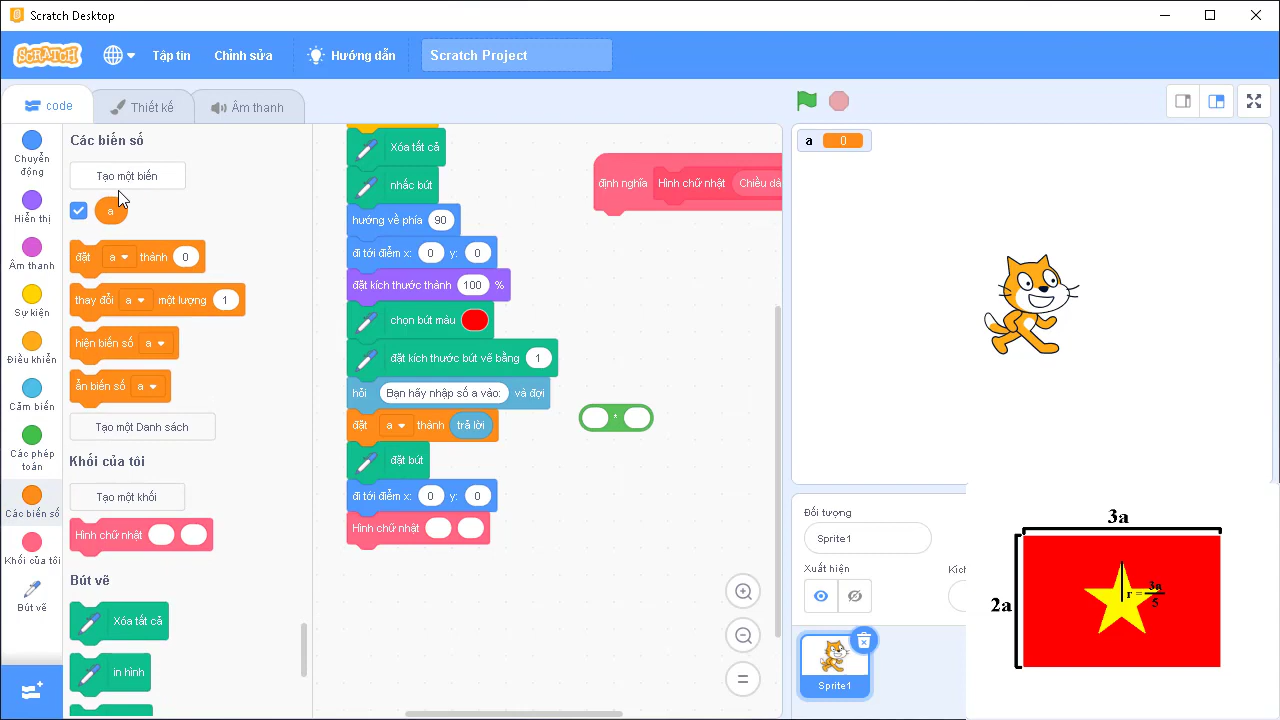 Scratch Desktop
SCRATCH
Tập tin
Chỉnh sửa
Hướng dẫn
Scratch Project
code
Thiết kế
Âm thanh
Chuyển động
Hiển thị
Âm thanh
Sự kiện
Điều khiển
Cảm biến
Các phép toán
Các biến số
Khối của tôi
Bút vẽ
Các biến số
Tạo một biến
a
đặt a thành 0
thay đổi a một lượng 1
hiện biến số a
ẩn biến số a
Tạo một Danh sách
Khối của tôi
Tạo một khối
Hình chữ nhật
Bút vẽ
Xóa tất cả
in hình
Xóa tất cả
nhấc bút
hướng về phía 90
đi tới điểm x: 0 y: 0
đặt kích thước thành 100 %
chọn bút màu
đặt kích thước bút vẽ bằng 1
hỏi Bạn hãy nhập số a vào: và đợi
đặt a thành trả lời
đặt bút
đi tới điểm x: 0 y: 0
Hình chữ nhật
định nghĩa Hình chữ nhật Chiều dà
*
a 0
Đối tượng
Sprite1
Xuất hiện
Kích
Sprite1
3a
2a
r = 3a
5